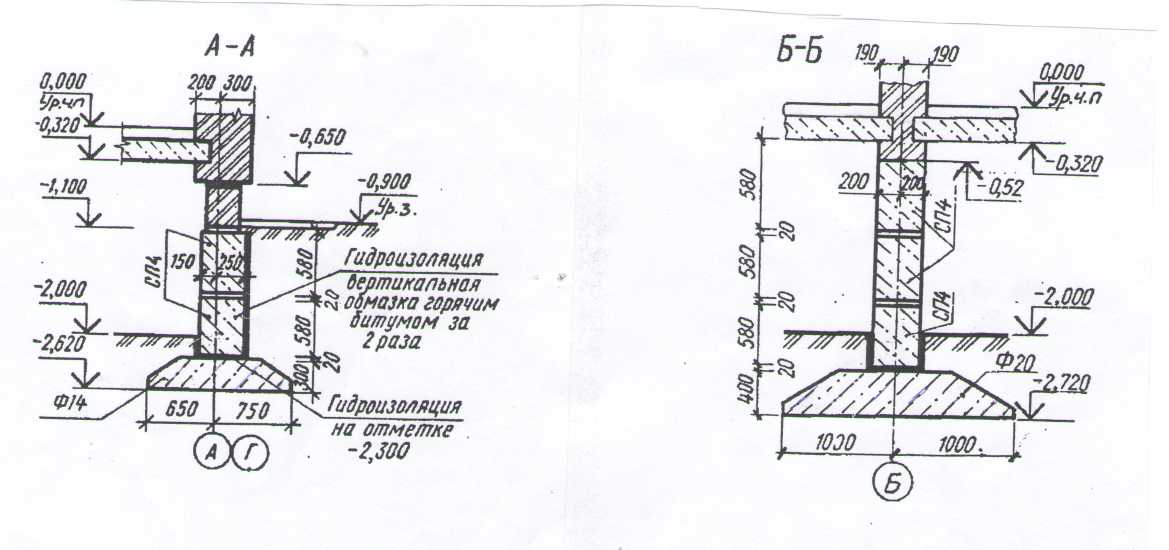 А-А
200 300
0,000
Ур.чп
-0,320
-0,650
-1,100
-0,900
Ур.з.
СП4
150 250
580
20
580
20
300
Гидроизоляция
вертикальная
обмазка горячим
битумом за
2 раза
-2,000
-2,620
Ф14
650 750
Гидроизоляция
на отметке
-2,300
А Г
Б-Б
190 190
0,000
Ур.ч.п
-0,320
-0,52
200 200
580
20
580
20
580
20
400
СП4
СП4
-2,000
Ф20
-2,720
1000 1000
Б